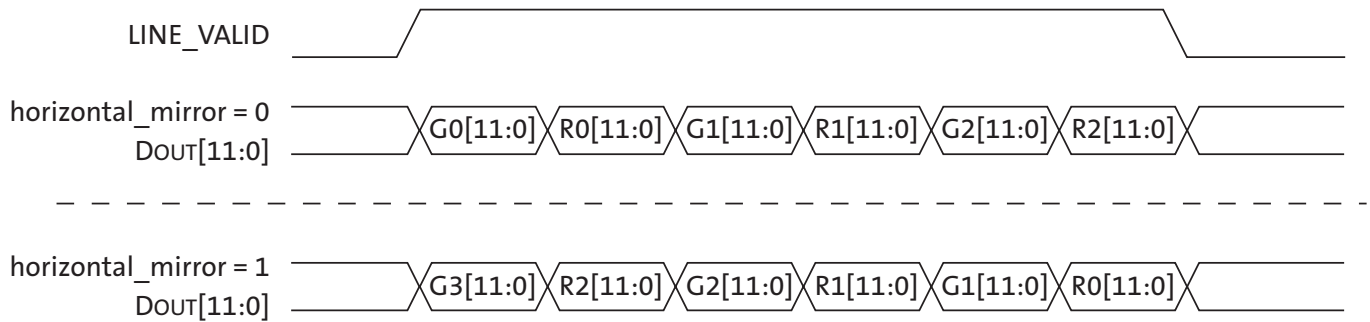 LINE_VALID
horizontal_mirror = 0
DOUT[11:0]
G0[11:0] R0[11:0] G1[11:0] R1[11:0] G2[11:0] R2[11:0]
horizontal_mirror = 1
DOUT[11:0]
G3[11:0] R2[11:0] G2[11:0] R1[11:0] G1[11:0] R0[11:0]